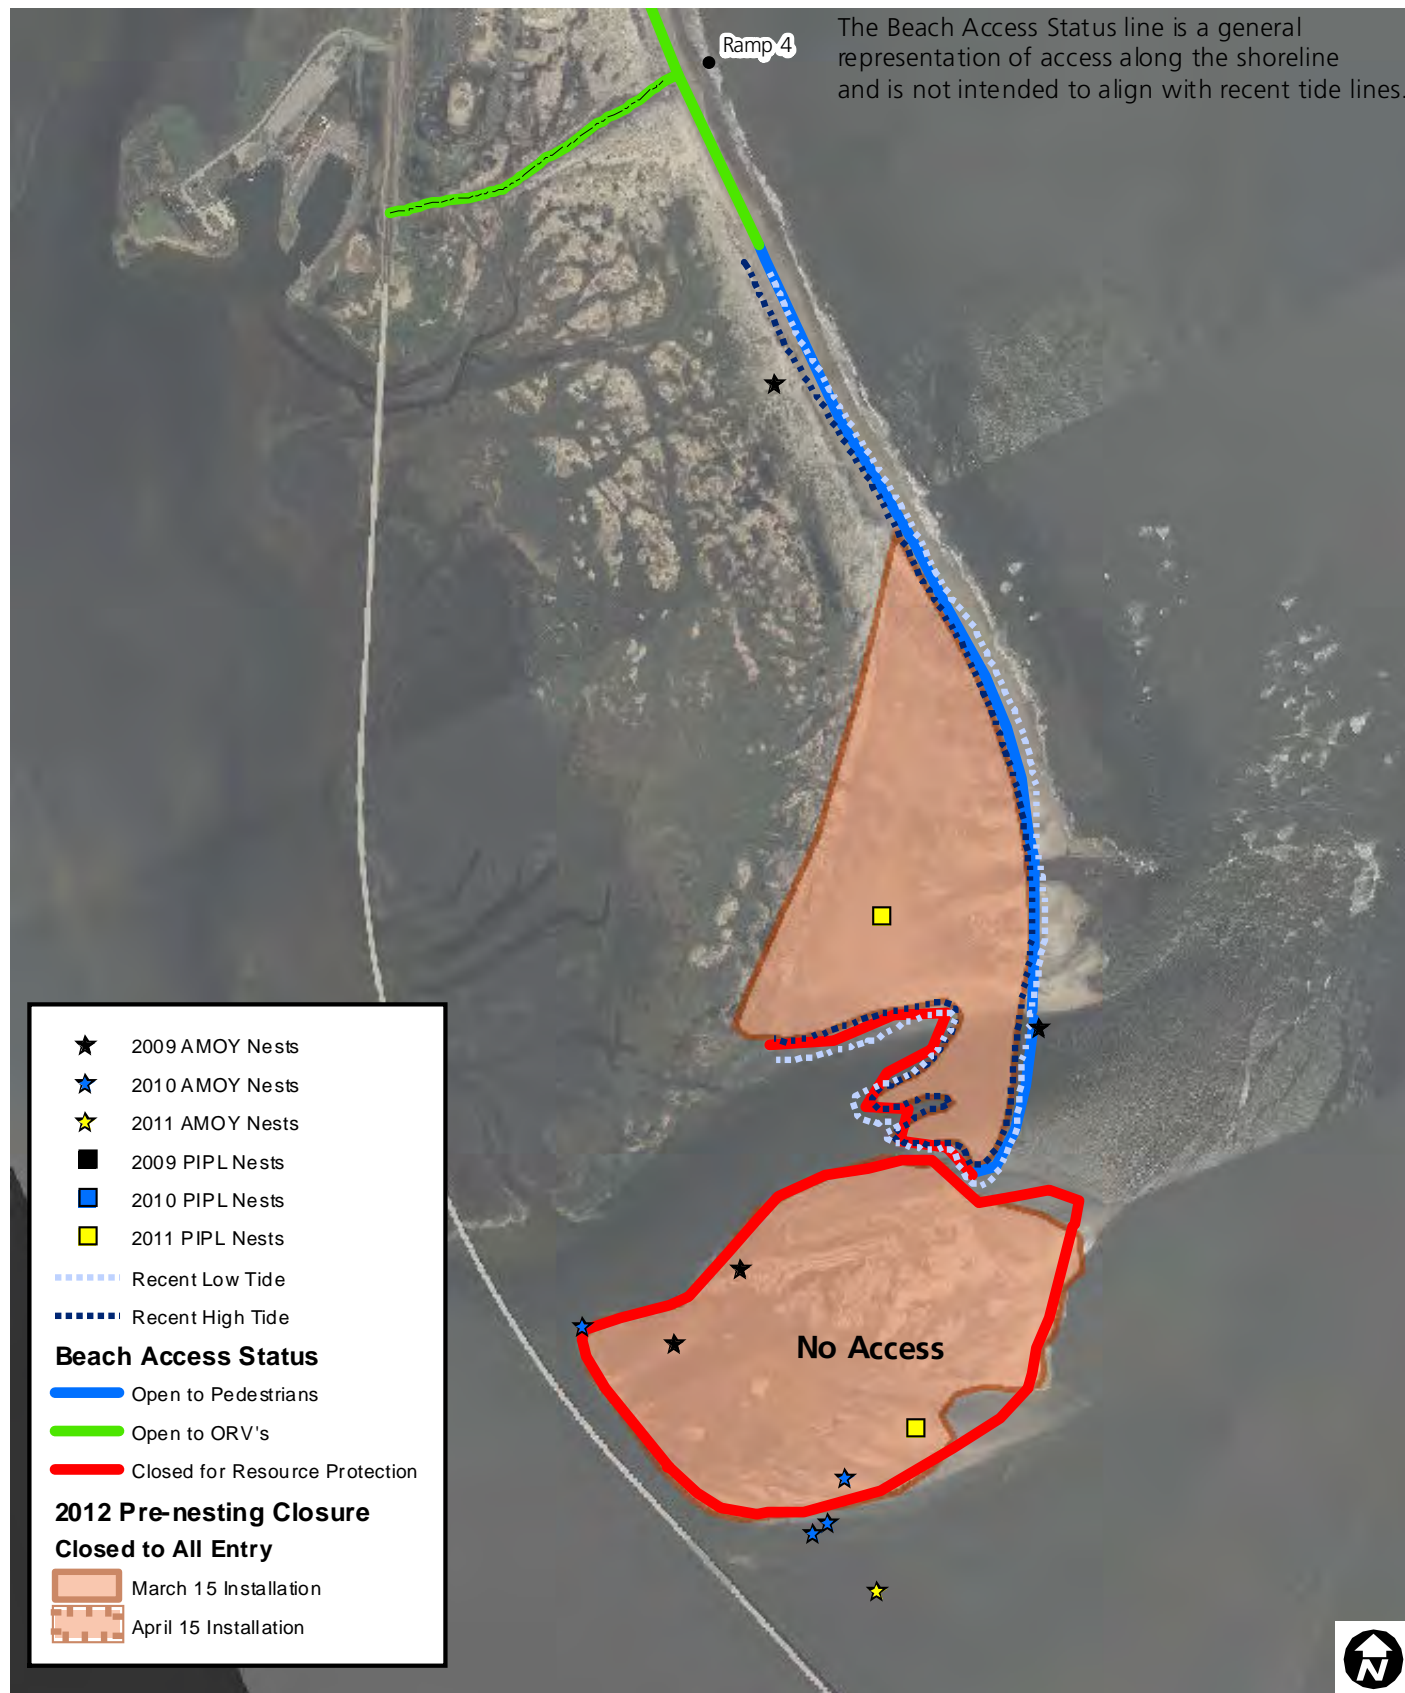 The Beach Access Status line is a general
representation of access along the shoreline
and is not intended to align with recent tide lines.
Ramp 4
No Access
2009 AMOY Nests
2010 AMOY Nests
2011 AMOY Nests
2009 PIPL Nests
2010 PIPL Nests
2011 PIPL Nests
Recent Low Tide
Recent High Tide
Beach Access Status
Open to Pedestrians
Open to ORV's
Closed for Resource Protection
2012 Pre-nesting Closure
Closed to All Entry
March 15 Installation
April 15 Installation
N